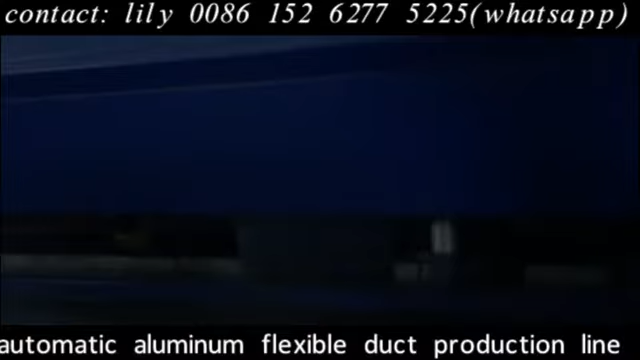 contact: lily 0086 152 6277 5225(whatsapp)
automatic aluminum flexible duct production line